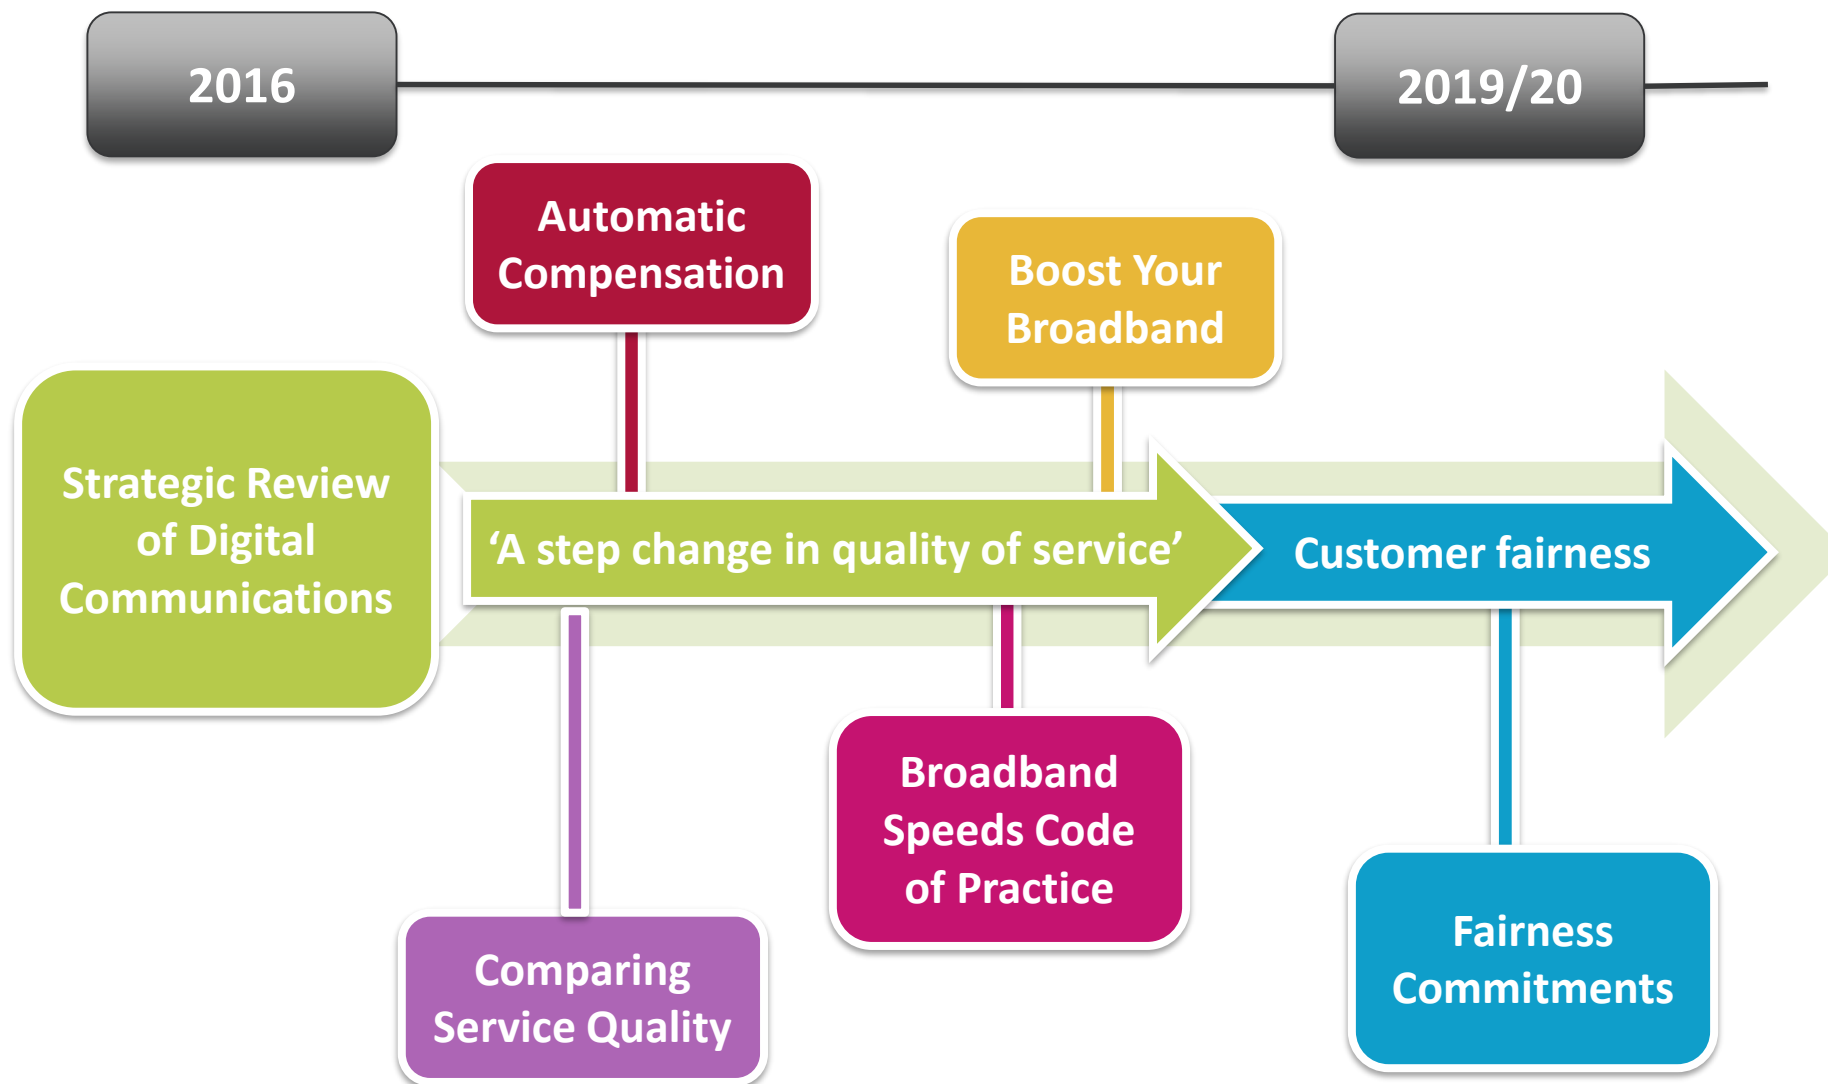 2016
2019/20
Automatic
Compensation
Boost Your
Broadband
Strategic Review
of Digital
Communications
‘A step change in quality of service’
Customer fairness
Broadband
Speeds Code
of Practice
Comparing
Service Quality
Fairness
Commitments